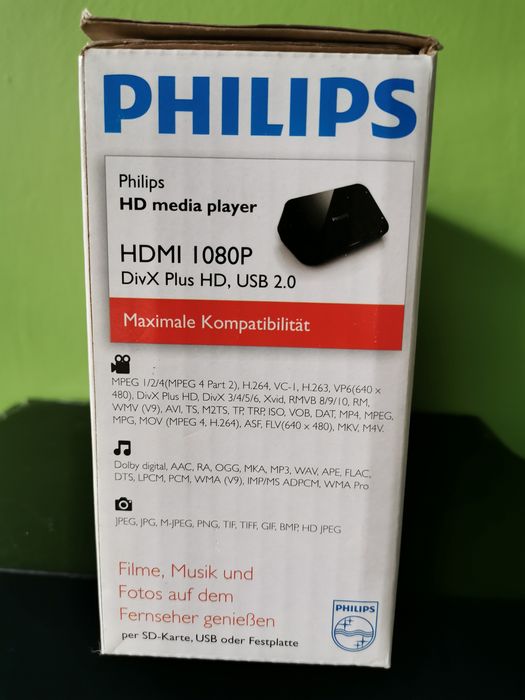 PHILIPS
Philips
HD media player
PHILIPS
HDMI 1080P
DivX Plus HD, USB 2.0
Maximale Kompatibilität
MPEG 1/2/4(MPEG 4 Part 2), H.264, VC-1, H.263, VP6(640 x
480), DivX Plus HD, DivX 3/4/5/6, Xvid, RMVB 8/9/10, RM,
WMV (V9), AVI, TS, M2TS, TP, TRP, ISO, VOB, DAT, MP4, MPEG,
MPG, MOV (MPEG 4, H.264), ASF, FLV(640 x 480), MKV, M4V.
Dolby digital, AAC, RA, OGG, MKA, MP3, WAV, APE, FLAC,
DTS, LPCM, PCM, WMA (V9), IMP/MS ADPCM, WMA Pro
JPEG, JPG, M-JPEG, PNG, TIF, TIFF, GIF, BMP, HD JPEG
Filme, Musik und
Fotos auf dem
Fernseher genießen
per SD-Karte, USB oder Festplatte
PHILIPS